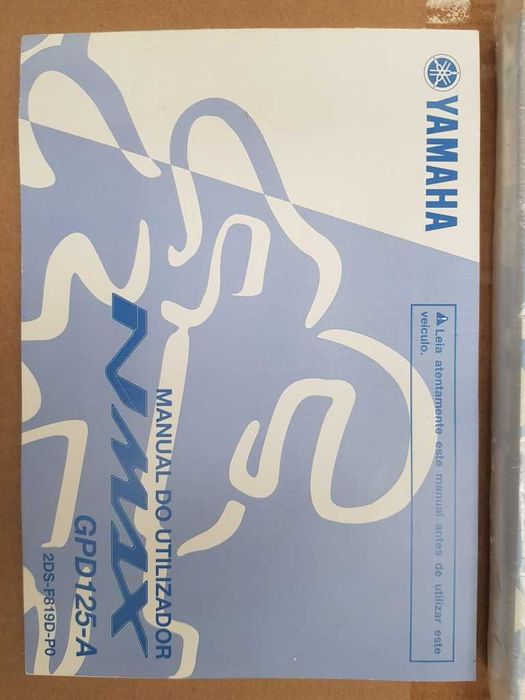 YAMAHA
⚠ Leia atentamente este manual antes de utilizar este
veículo.
MANUAL DO UTILIZADOR
NMAX
GPD125-A
2DS-F819D-P0